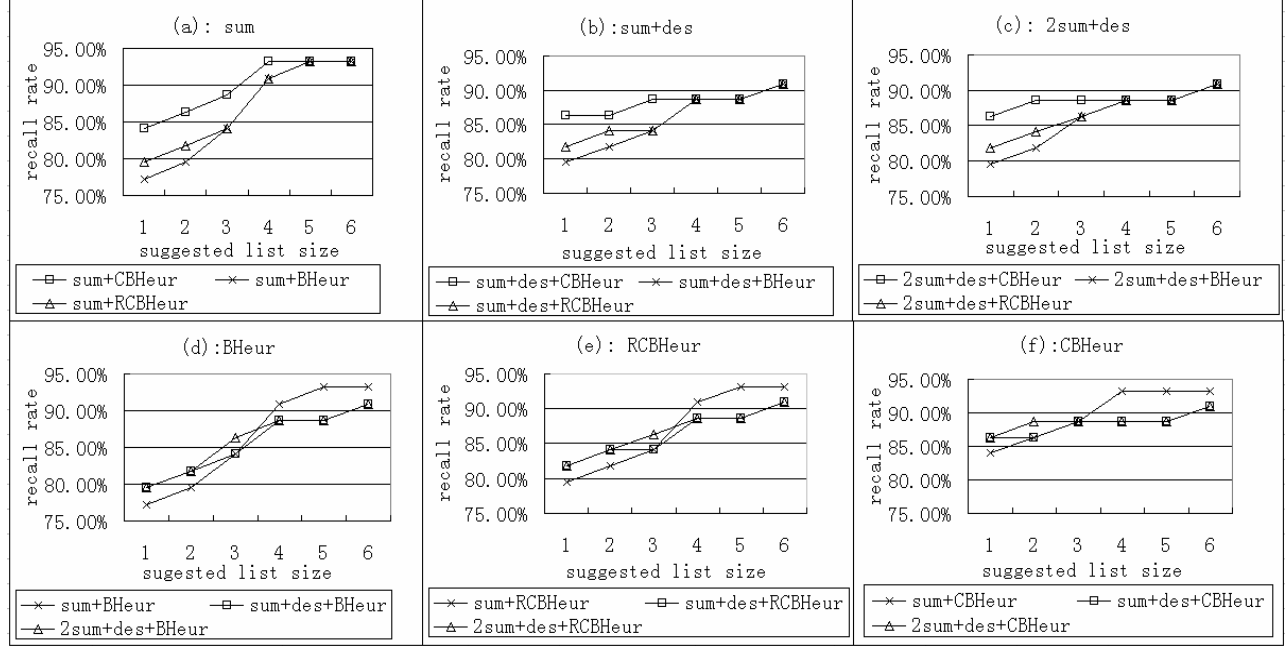 (a): sum
95.00%
90.00%
85.00%
80.00%
75.00%
recall rate
1 2 3 4 5 6
suggested list size
sum+CBHeur sum+BHeur
sum+RCBHeur
(b):sum+des
95.00%
90.00%
85.00%
80.00%
75.00%
recall rate
1 2 3 4 5 6
suggested list size
sum+des+CBHeur sum+des+BHeur
sum+des+RCBHeur
(c): 2sum+des
95.00%
90.00%
85.00%
80.00%
75.00%
recall rate
1 2 3 4 5 6
suggested list size
2sum+des+CBHeur 2sum+des+BHeur
2sum+des+RCBHeur
(d):BHeur
95.00%
90.00%
85.00%
80.00%
75.00%
recall rate
1 2 3 4 5 6
suggested list size
sum+BHeur sum+des+BHeur
2sum+des+BHeur
(e): RCBHeur
95.00%
90.00%
85.00%
80.00%
75.00%
recall rate
1 2 3 4 5 6
suggested list size
sum+RCBHeur sum+des+RCBHeur
2sum+des+RCBHeur
(f):CBHeur
95.00%
90.00%
85.00%
80.00%
75.00%
recall rate
1 2 3 4 5 6
suggested list size
sum+CBHeur sum+des+CBHeur
2sum+des+CBHeur